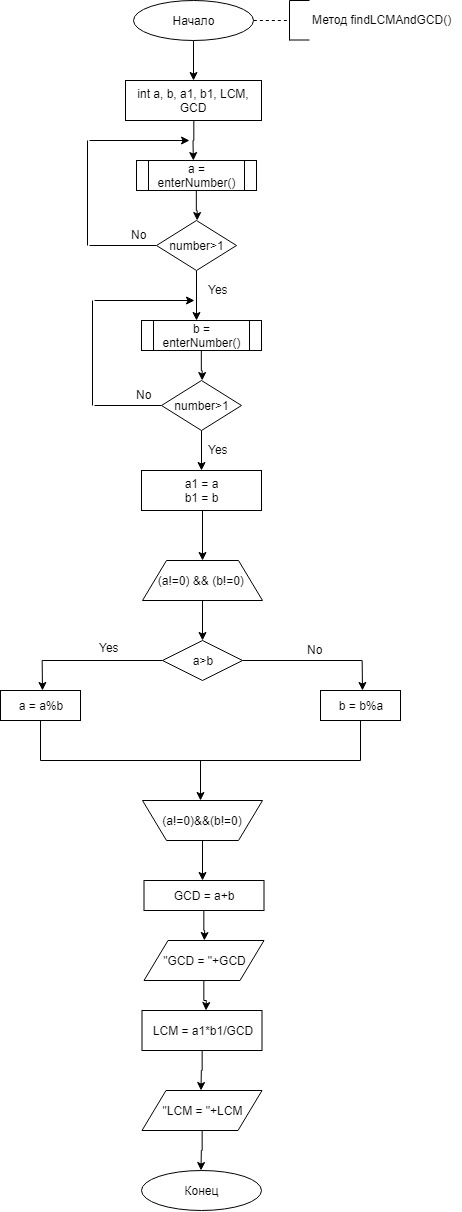 Начало
Метод findLCMAndGCD()
int a, b, a1, b1, LCM,
GCD
a =
enterNumber()
No
number>1
Yes
b =
enterNumber()
No
number>1
Yes
a1 = a
b1 = b
(a!=0) && (b!=0)
Yes
a>b
No
a = a%b
b = b%a
(a!=0)&&(b!=0)
GCD = a+b
"GCD = "+GCD
LCM = a1*b1/GCD
"LCM = "+LCM
Конец